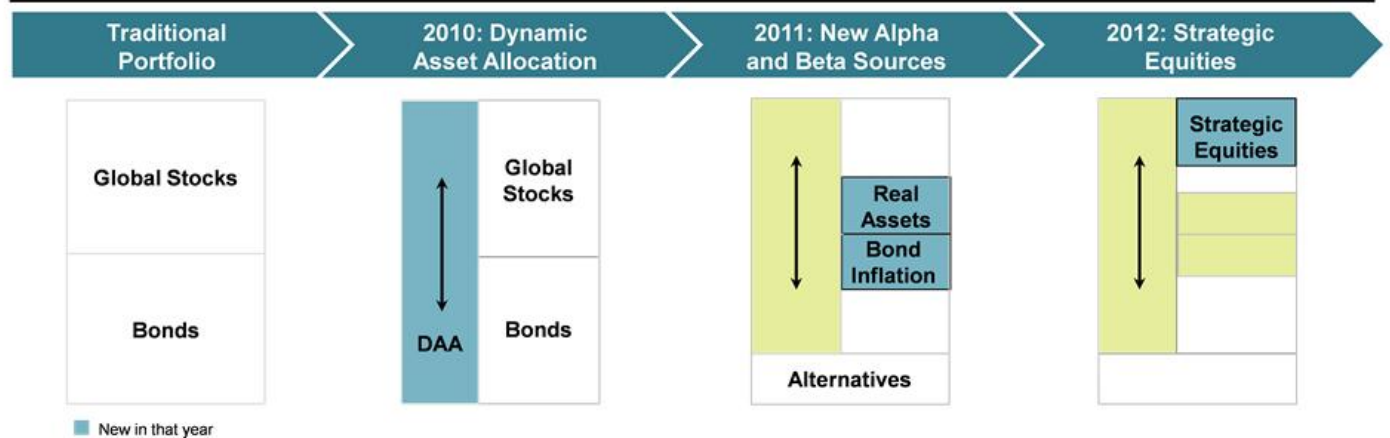 Traditional
Portfolio
2010: Dynamic
Asset Allocation
2011: New Alpha
and Beta Sources
2012: Strategic
Equities
Global Stocks
Bonds
Global
Stocks
Bonds
DAA
Real
Assets
Bond
Inflation
Alternatives
Strategic
Equities
New in that year